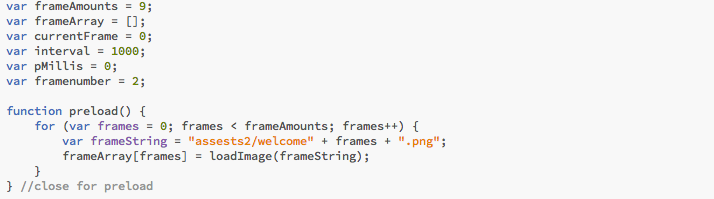 var frameAmounts = 9;
var frameArray = [];
var currentFrame = 0;
var interval = 1000;
var pMillis = 0;
var framenumber = 2;

function preload() {
    for (var frames = 0; frames < frameAmounts; frames++) {
        var frameString = "assests2/welcome" + frames + ".png";
        frameArray[frames] = loadImage(frameString);
    }
} //close for preload